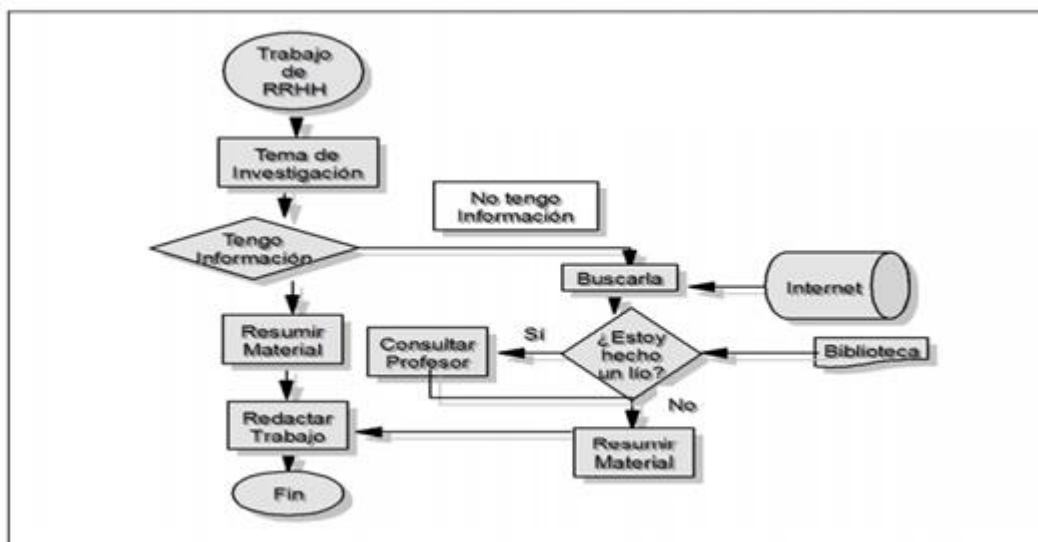 Trabajo
de
RRHH
Tema de
Investigación
No tengo
Información
Tengo
Información
Buscarla
Internet
Resumir
Material
Consultar
Profesor
Sí
¿Estoy
hecho
un lío?
Biblioteca
No
Redactar
Trabajo
Resumir
Material
Fin